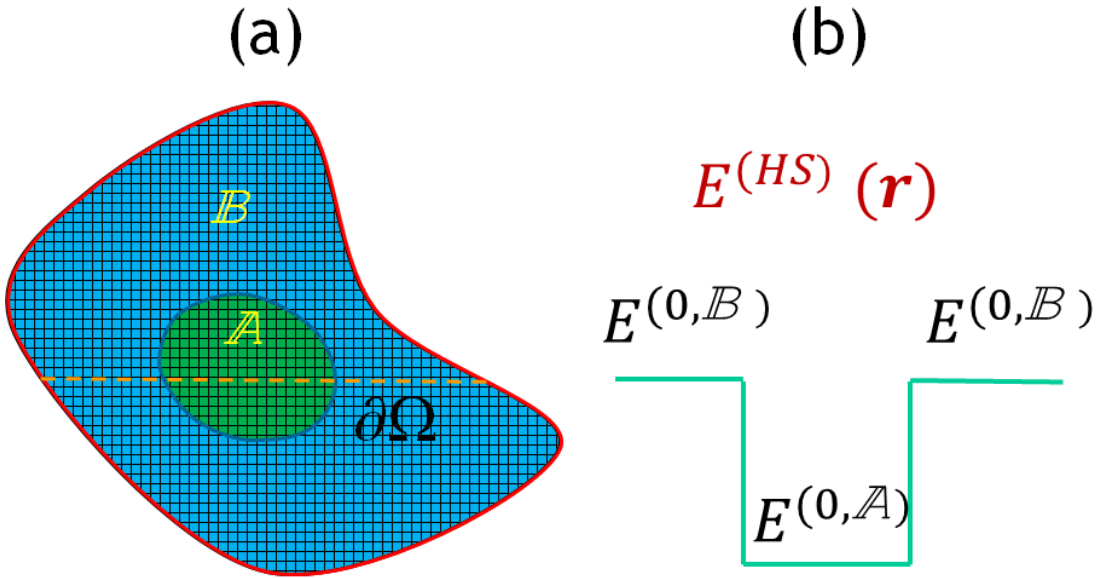 (a)
(b)
𝔹
𝔸
∂Ω
E^(HS) (r)
E^(0,𝔹) E^(0,𝔹)
E^(0,𝔸)